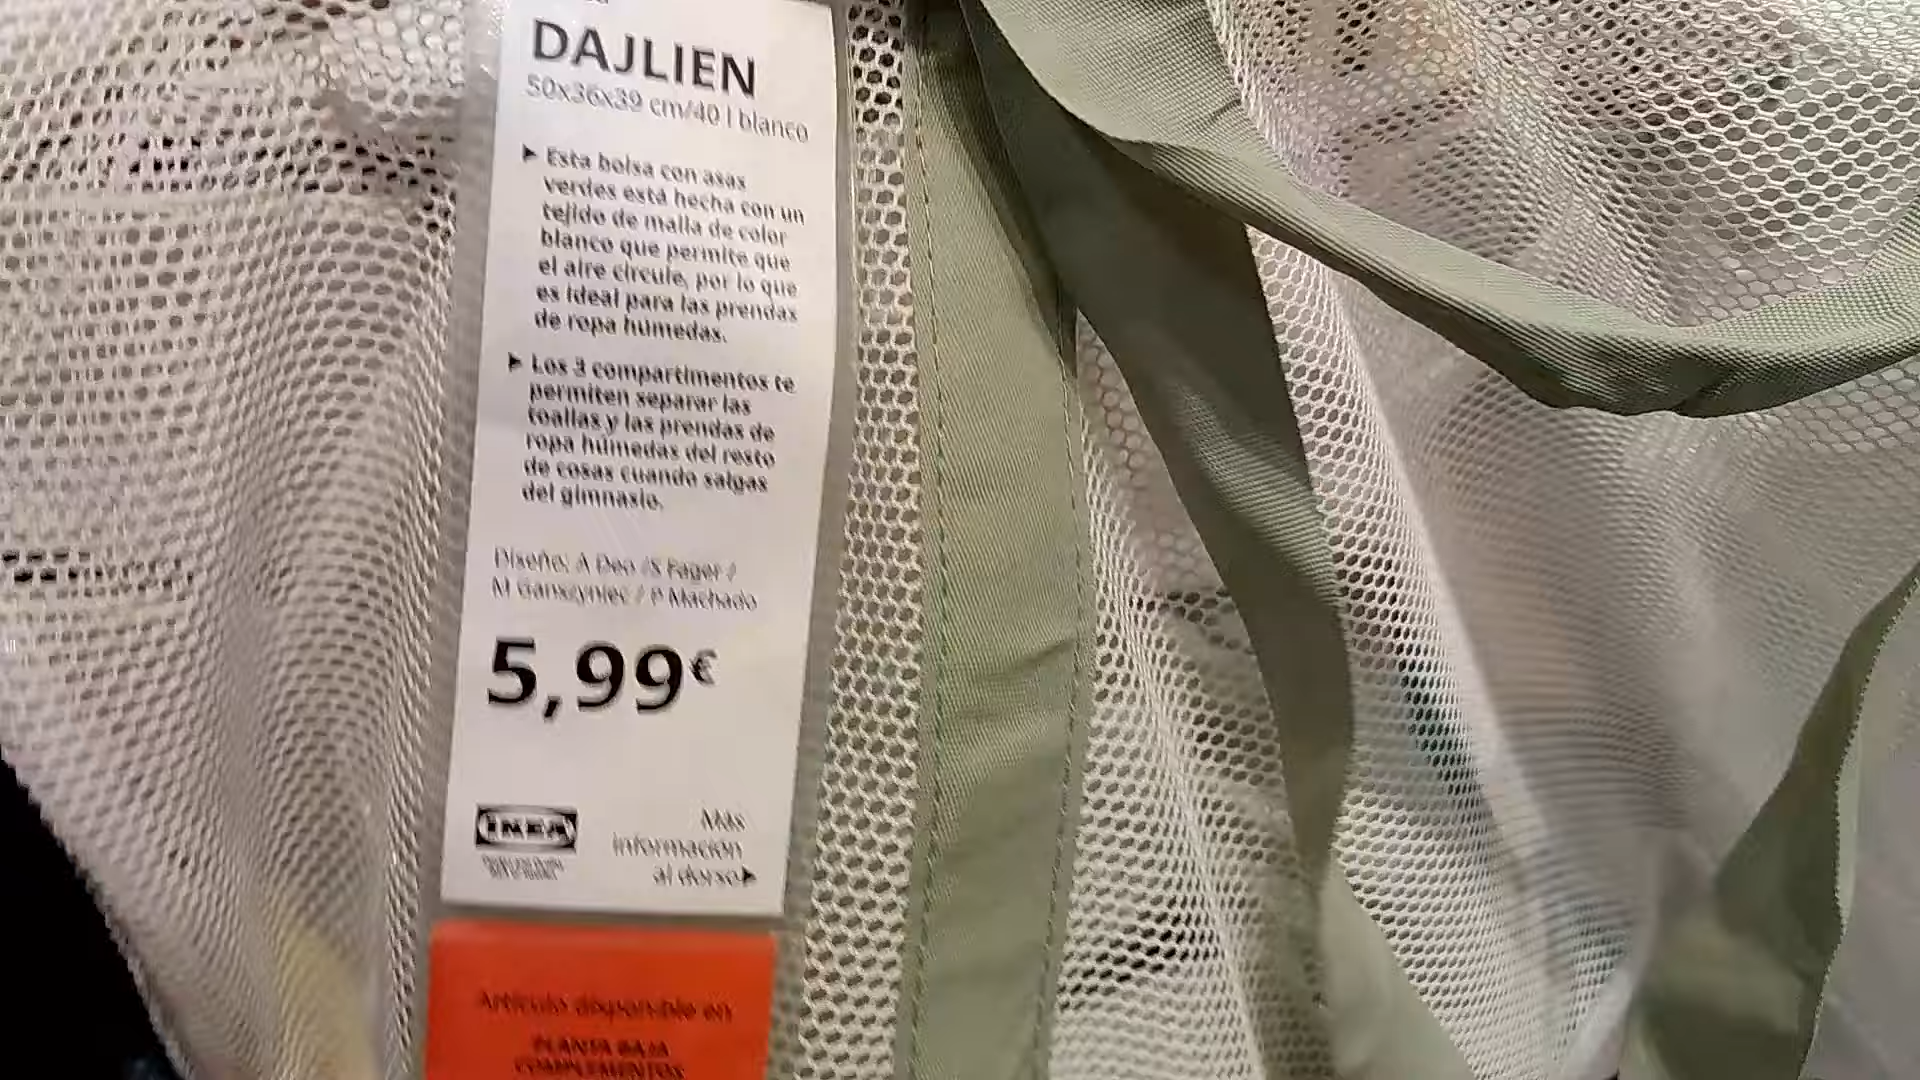 DAJLIEN
50x36x39 cm/40 l blanco
▶ Esta bolsa con asas
verdes está hecha con un
tejido de malla de color
blanco que permite que
el aire circule, por lo que
es ideal para las prendas
de ropa húmedas.
▶ Los 3 compartimentos te
permiten separar las
toallas y las prendas de
ropa húmedas del resto
de cosas cuando salgas
del gimnasio.
Diseño: A Deo /S Fager /
M Ganszyniec / P Machado
5,99€
IKEA
Más
información
al dorso▶
Artículo disponible en
PLANTA BAJA
COMPLEMENTOS